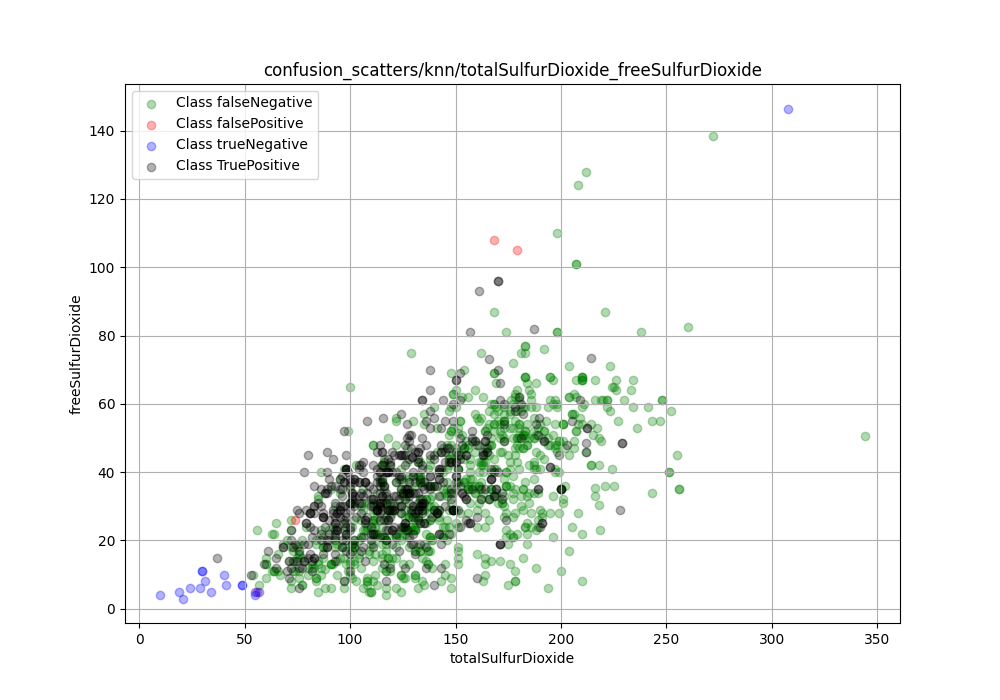 confusion_scatters/knn/totalSulfurDioxide_freeSulfurDioxide
Class falseNegative
Class falsePositive
Class trueNegative
Class TruePositive
freeSulfurDioxide
140
120
100
80
60
40
20
0
0 50 100 150 200 250 300 350
totalSulfurDioxide